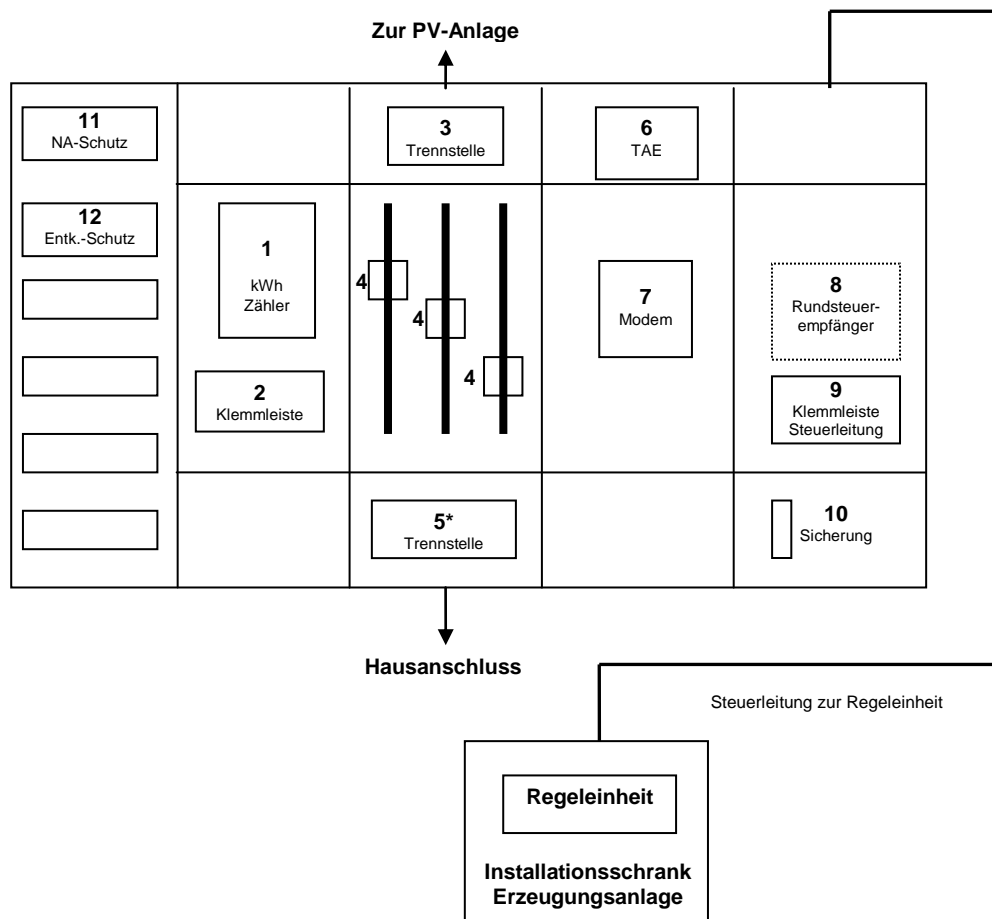 Zur PV-Anlage
11
NA-Schutz
3
Trennstelle
6
TAE
12
Entk.-Schutz
1
kWh
Zähler
4
4
4
7
Modem
8
Rundsteuer-
empfänger
2
Klemmleiste
9
Klemmleiste
Steuerleitung
5*
Trennstelle
10
Sicherung
Hausanschluss
Steuerleitung zur Regeleinheit
Regeleinheit
Installationsschrank
Erzeugungsanlage